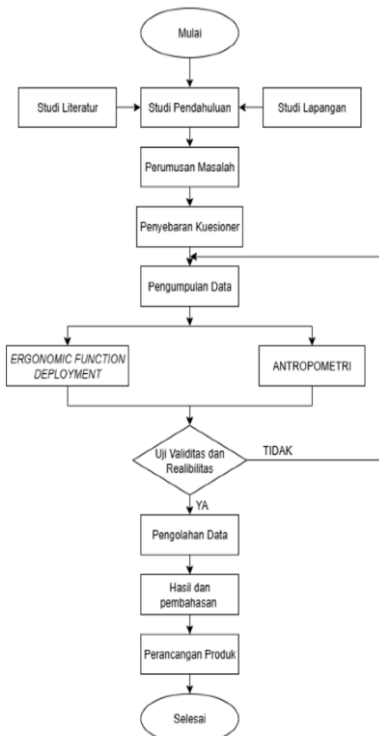 Mulai
Studi Literatur
Studi Pendahuluan
Studi Lapangan
Perumusan Masalah
Penyebaran Kuesioner
Pengumpulan Data
ERGONOMIC FUNCTION
DEPLOYMENT
ANTROPOMETRI
Uji Validitas dan
Realibilitas
TIDAK
YA
Pengolahan Data
Hasil dan
pembahasan
Perancangan Produk
Selesai